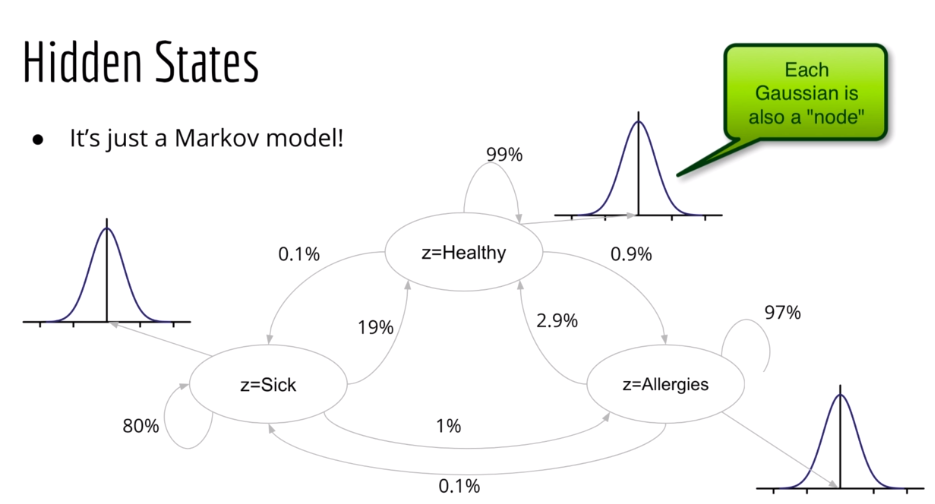 Hidden States
Each
Gaussian is
also a "node"
● It's just a Markov model!
99%
0.1%
z=Healthy
0.9%
19%
2.9%
97%
z=Sick
z=Allergies
80%
1%
0.1%